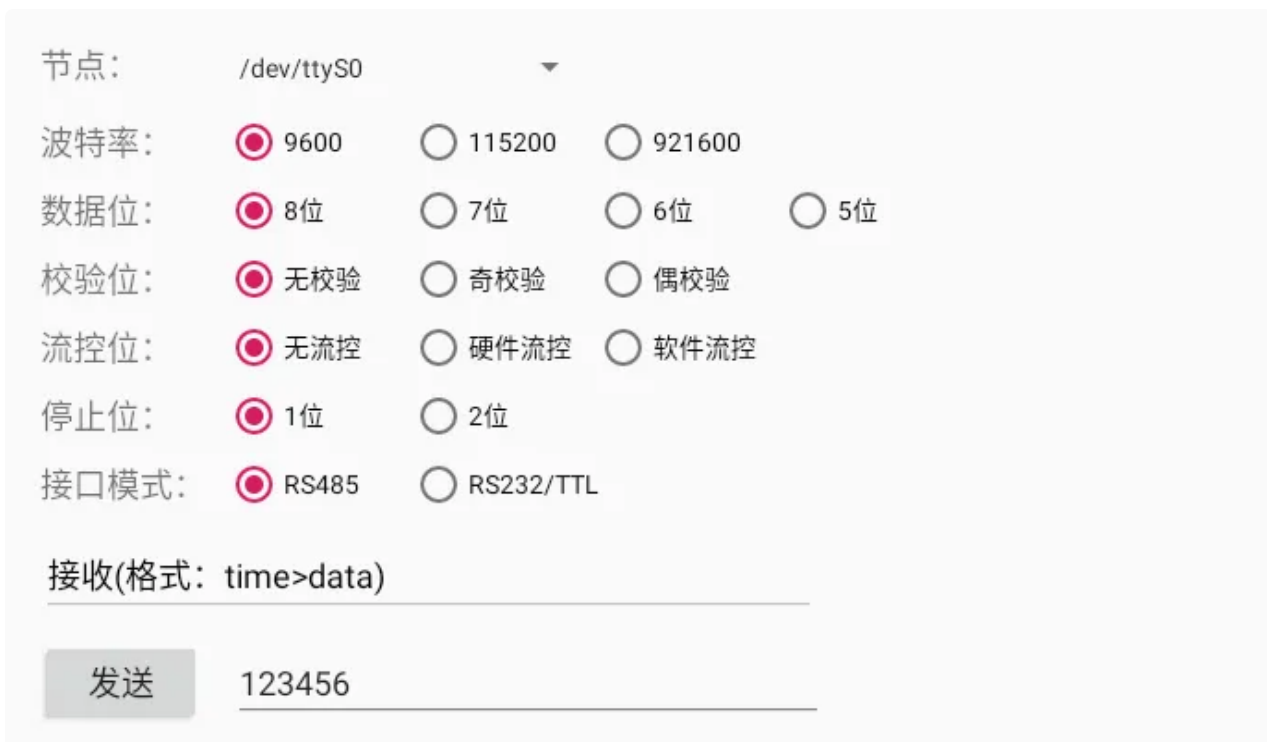 节点： /dev/ttyS0
波特率： 9600 115200 921600
数据位： 8位 7位 6位 5位
校验位： 无校验 奇校验 偶校验
流控位： 无流控 硬件流控 软件流控
停止位： 1位 2位
接口模式： RS485 RS232/TTL
接收(格式：time>data)
发送 123456